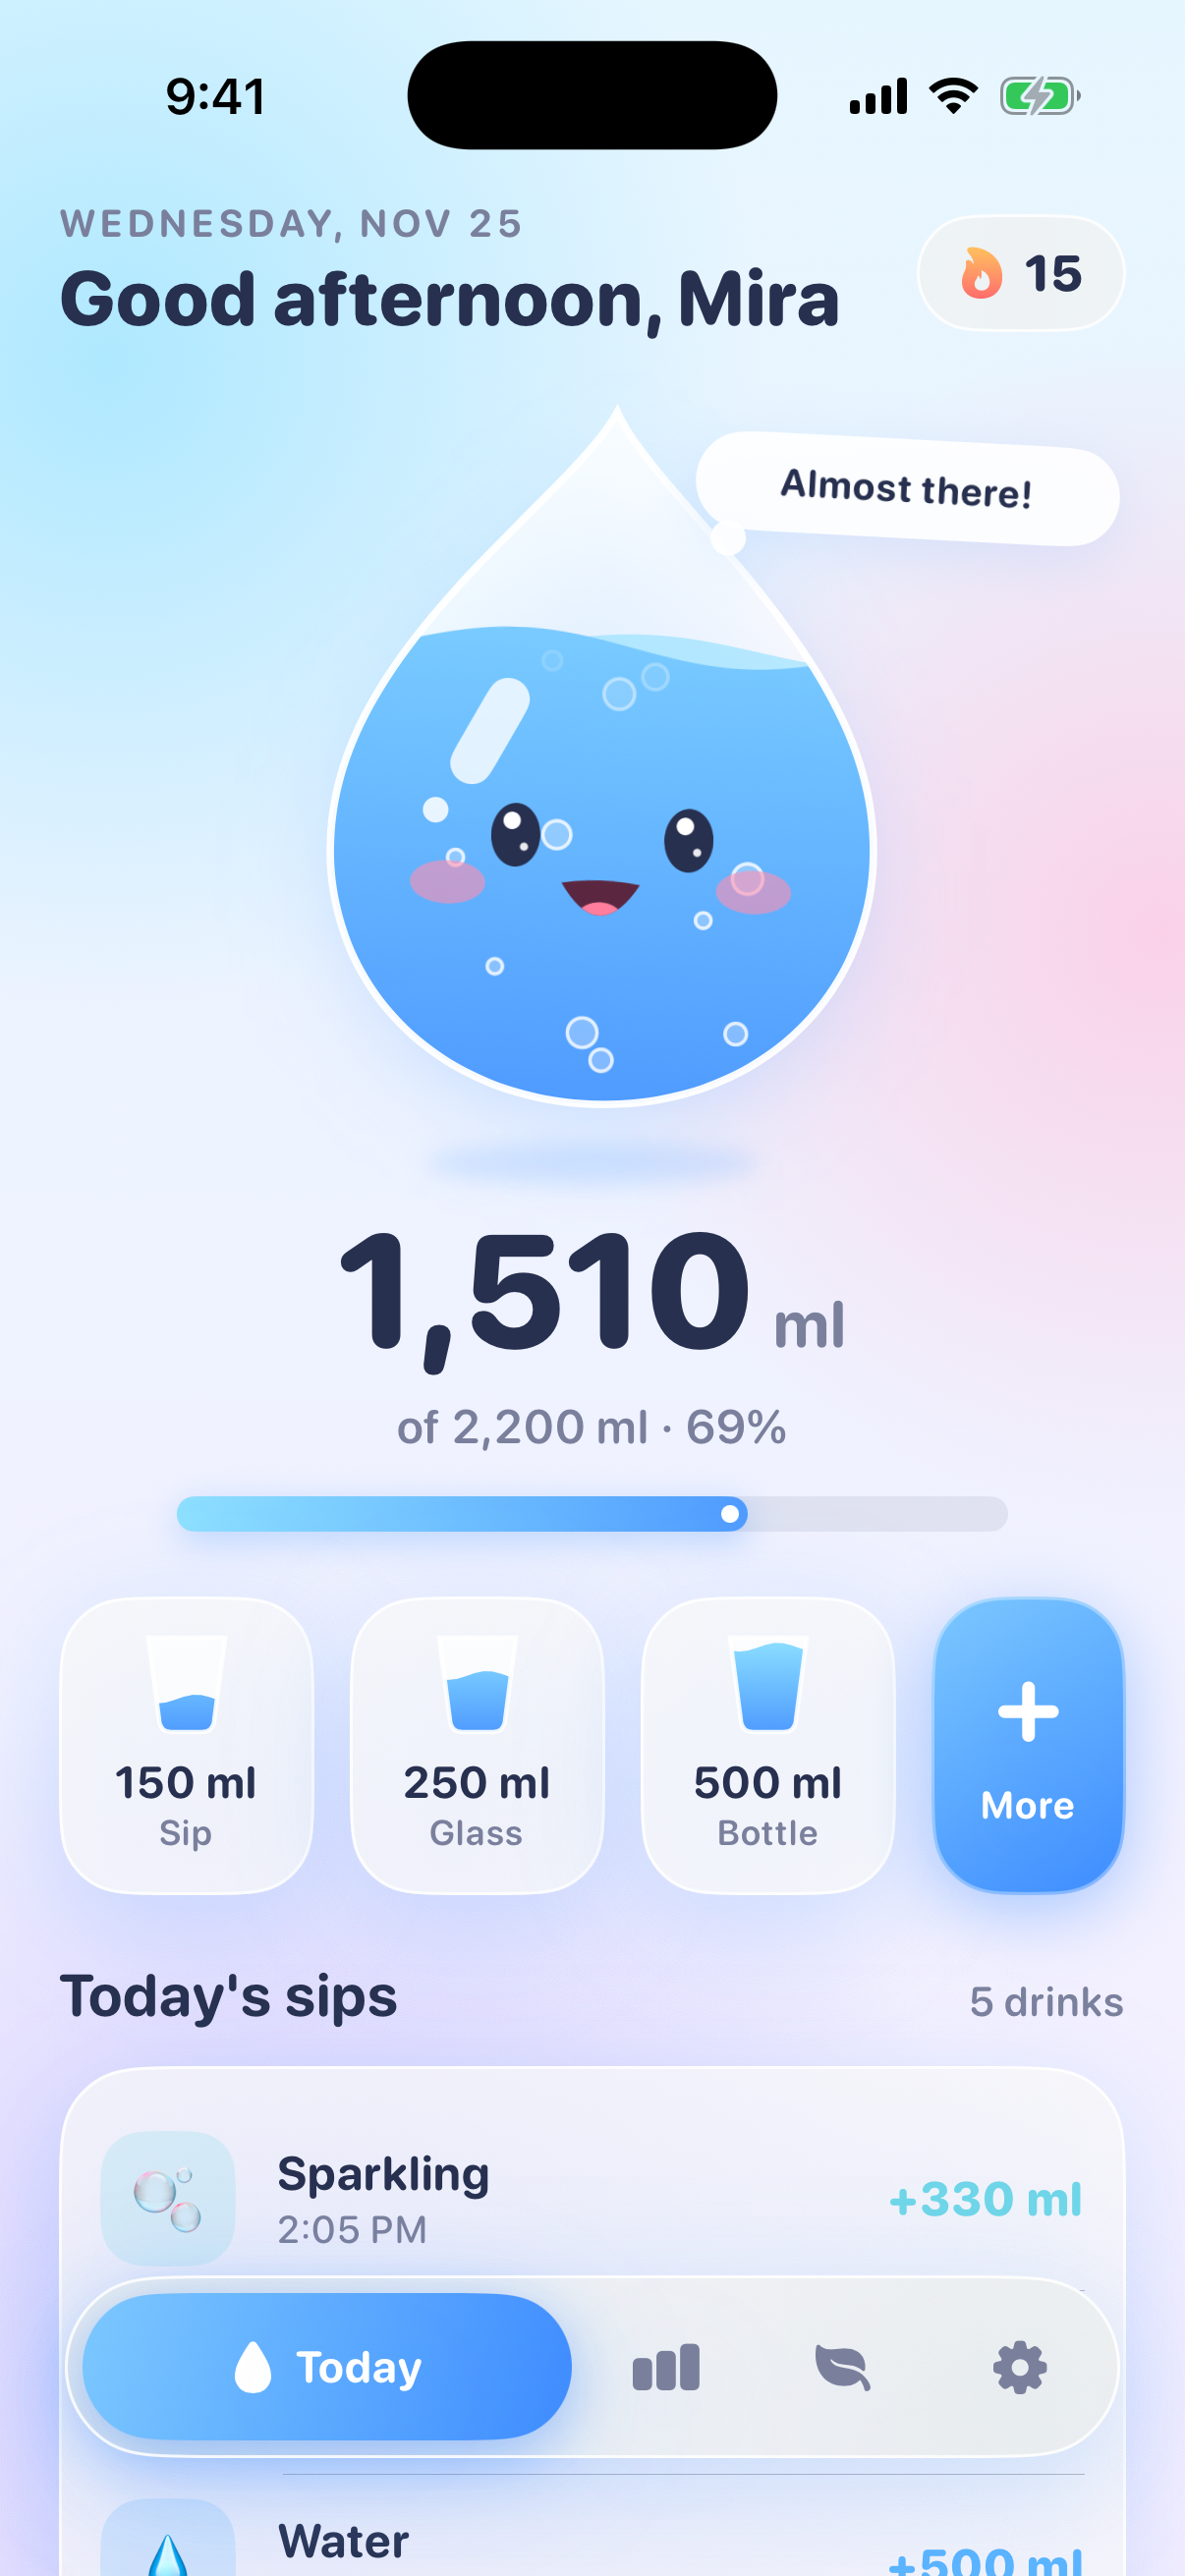 9:41
WEDNESDAY, NOV 25
Good afternoon, Mira
15
Almost there!
1,510 ml
of 2,200 ml · 69%
150 ml
Sip
250 ml
Glass
500 ml
Bottle
More
Today's sips
5 drinks
Sparkling
2:05 PM
+330 ml
Today
Water
+500 ml